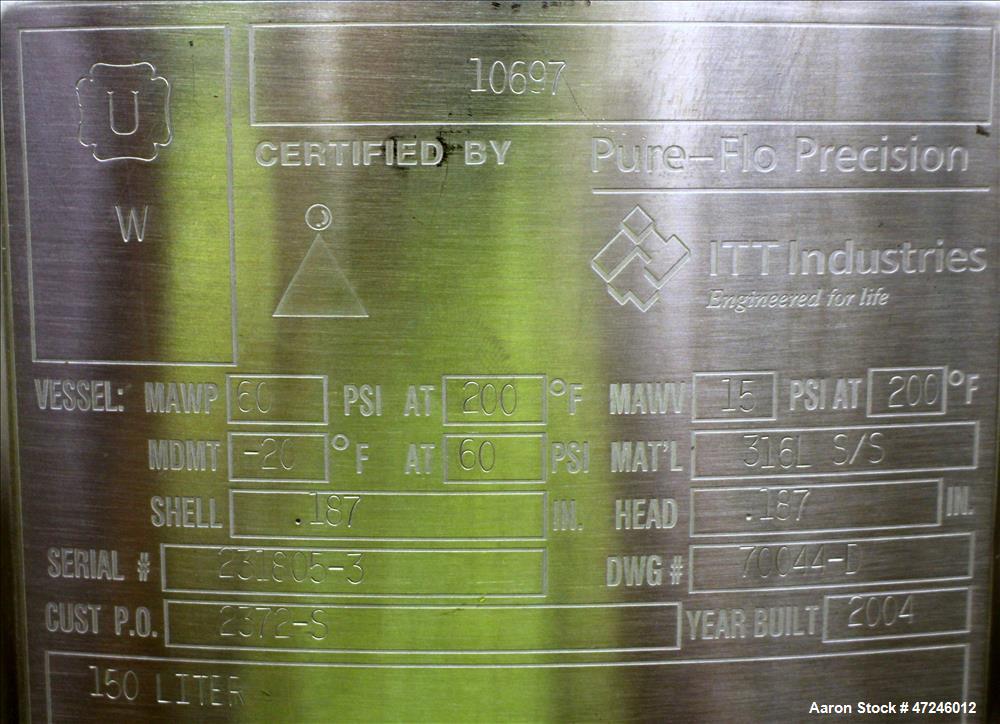 U
W
10697
CERTIFIED BY Pure-Flo Precision
ITT Industries
Engineered for life
VESSEL: MAWP 60 PSI AT 200 °F MAWV 15 PSI AT 200 °F
MDMT -20 °F AT 60 PSI MAT'L 316L S/S
SHELL .187 IN. HEAD .187 IN.
SERIAL # 231805-3 DWG # 70044-D
CUST P.O. 2372-S YEAR BUILT 2004
150 LITER
Aaron Stock # 47246012